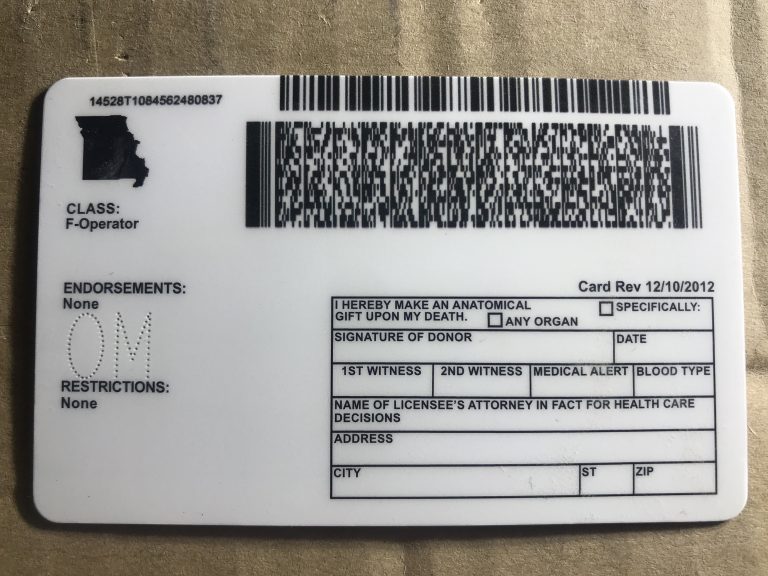 14528T1084562480837
CLASS:
F-Operator
ENDORSEMENTS:
None
OM
RESTRICTIONS:
None
Card Rev 12/10/2012
I HEREBY MAKE AN ANATOMICAL
GIFT UPON MY DEATH. ANY ORGAN SPECIFICALLY:
SIGNATURE OF DONOR DATE
1ST WITNESS 2ND WITNESS MEDICAL ALERT BLOOD TYPE
NAME OF LICENSEE'S ATTORNEY IN FACT FOR HEALTH CARE
DECISIONS
ADDRESS
CITY ST ZIP